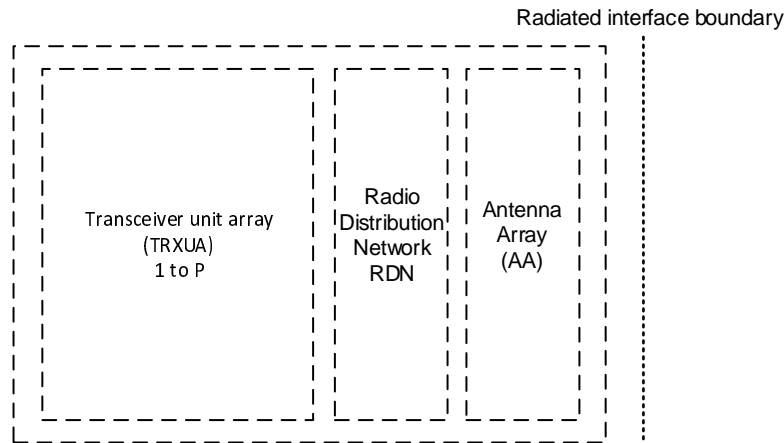 Radiated interface boundary
Transceiver unit array
(TRXUA)
1 to P
Radio
Distribution
Network
RDN
Antenna
Array
(AA)